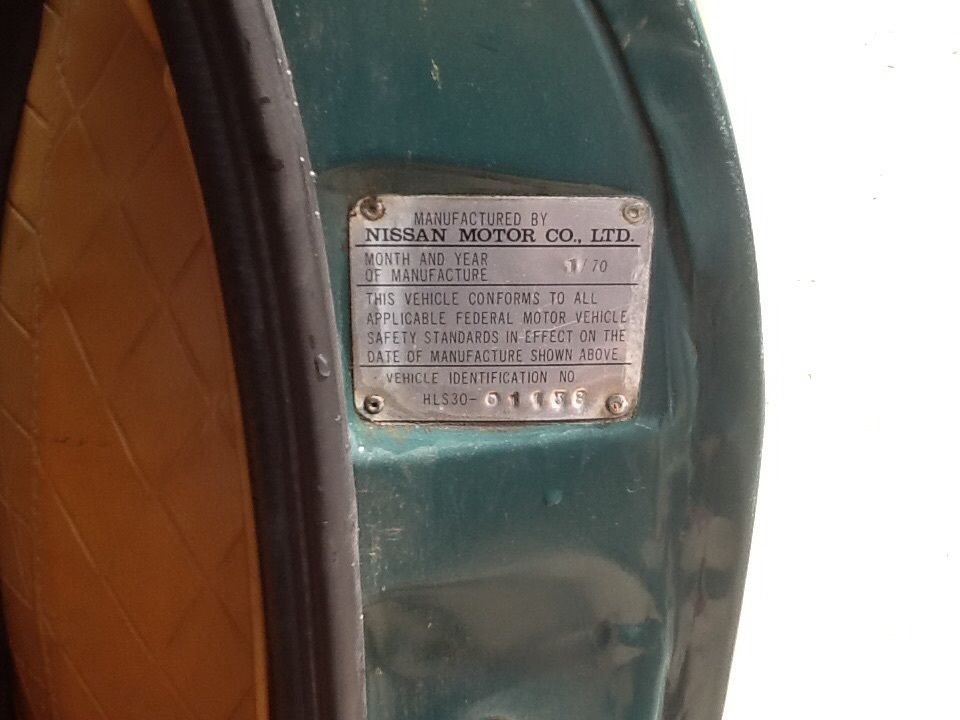 MANUFACTURED BY
NISSAN MOTOR CO., LTD.
MONTH AND YEAR
OF MANUFACTURE 1/70
THIS VEHICLE CONFORMS TO ALL
APPLICABLE FEDERAL MOTOR VEHICLE
SAFETY STANDARDS IN EFFECT ON THE
DATE OF MANUFACTURE SHOWN ABOVE
VEHICLE IDENTIFICATION NO
HLS30-